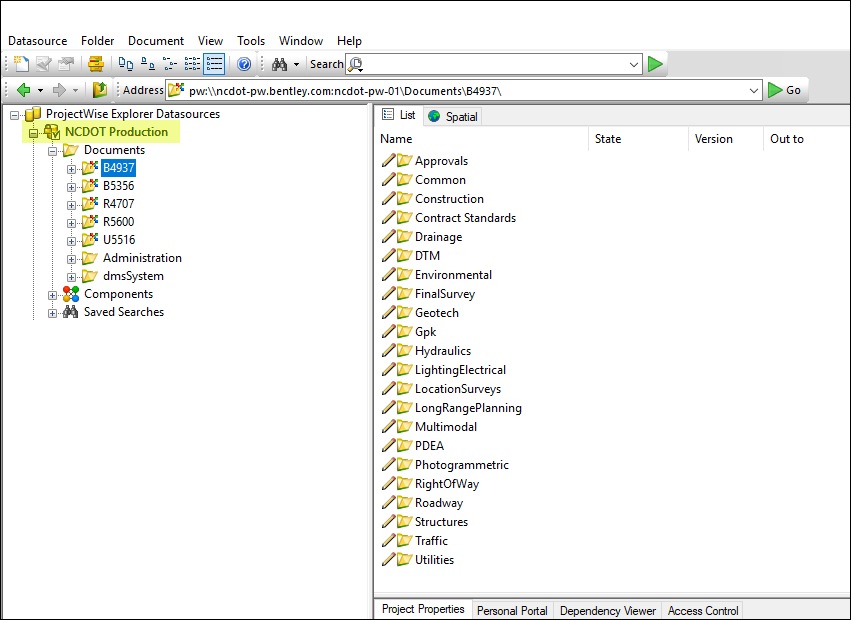 Datasource Folder Document View Tools Window Help
Search
Address pw:\\ncdot-pw.bentley.com:ncdot-pw-01\Documents\B4937\ Go
ProjectWise Explorer Datasources
NCDOT Production
Documents
B4937
B5356
R4707
R5600
U5516
Administration
dmsSystem
Components
Saved Searches
List Spatial
Name State Version Out to
Approvals
Common
Construction
Contract Standards
Drainage
DTM
Environmental
FinalSurvey
Geotech
Gpk
Hydraulics
LightingElectrical
LocationSurveys
LongRangePlanning
Multimodal
PDEA
Photogrammetric
RightOfWay
Roadway
Structures
Traffic
Utilities
Project Properties Personal Portal Dependency Viewer Access Control